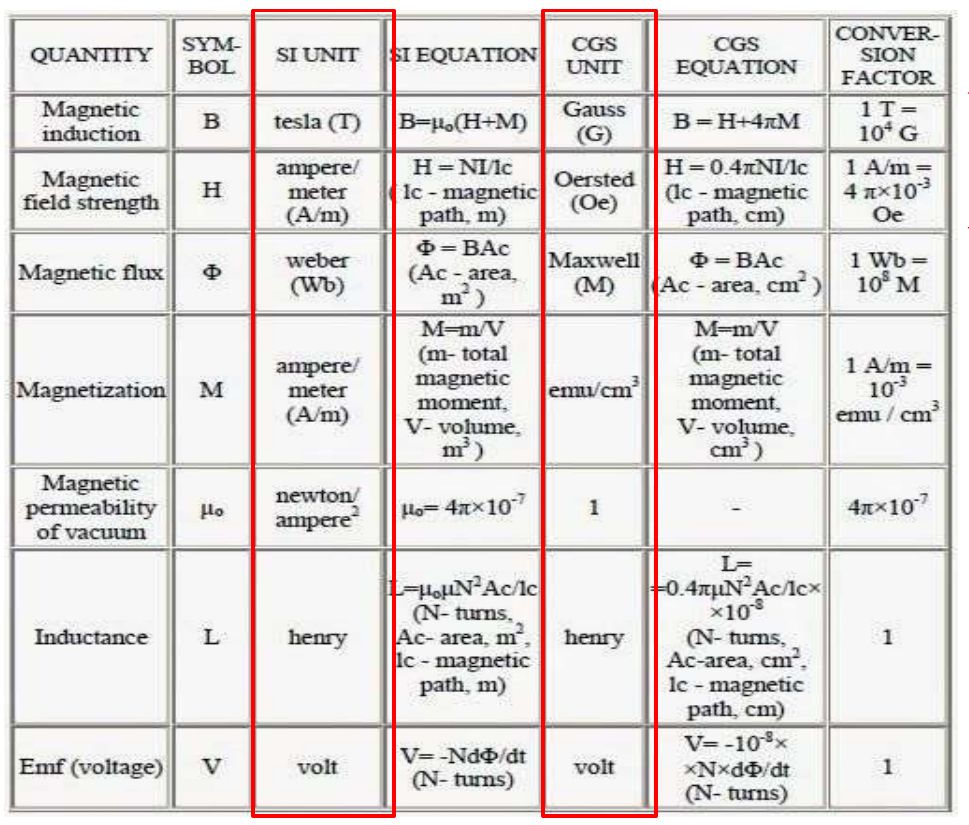 QUANTITY
SYM-
BOL
SI UNIT
SI EQUATION
CGS
UNIT
CGS
EQUATION
CONVER-
SION
FACTOR
Magnetic
induction
B
tesla (T)
B=μₒ(H+M)
Gauss
(G)
B = H+4πM
1 T =
10⁴ G
Magnetic
field strength
H
ampere/
meter
(A/m)
H = NI/lc
( lc - magnetic
path, m)
Oersted
(Oe)
H = 0.4πNI/lc
(lc - magnetic
path, cm)
1 A/m =
4 π×10⁻³
Oe
Magnetic flux
Φ
weber
(Wb)
Φ = BAc
(Ac - area,
m² )
Maxwell
(M)
Φ = BAc
(Ac - area, cm² )
1 Wb =
10⁸ M
Magnetization
M
ampere/
meter
(A/m)
M=m/V
(m- total
magnetic
moment,
V- volume,
m³ )
emu/cm³
M=m/V
(m- total
magnetic
moment,
V- volume,
cm³ )
1 A/m =
10⁻³
emu / cm³
Magnetic
permeability
of vacuum
μₒ
newton/
ampere²
μₒ= 4π×10⁻⁷
1
-
4π×10⁻⁷
Inductance
L
henry
L=μₒμN²Ac/lc
(N- turns,
Ac- area, m²,
lc - magnetic
path, m)
henry
L=
=0.4πμN²Ac/lc×
×10⁻⁸
(N- turns,
Ac-area, cm²,
lc - magnetic
path, cm)
1
Emf (voltage)
V
volt
V= -NdΦ/dt
(N- turns)
volt
V= -10⁻⁸×
×N×dΦ/dt
(N- turns)
1